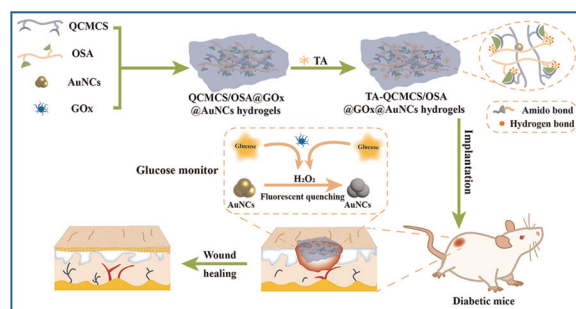 QCMCS
OSA
AuNCs
GOx
QCMCS/OSA@GOx
@AuNCs hydrogels
TA
TA-QCMCS/OSA
@GOx@AuNCs hydrogels
Amido bond
Hydrogen bond
Glucose monitor
Glucose
Glucose
H₂O₂
AuNCs
Fluorescent quenching
AuNCs
Implantation
Wound
healing
Diabetic mice